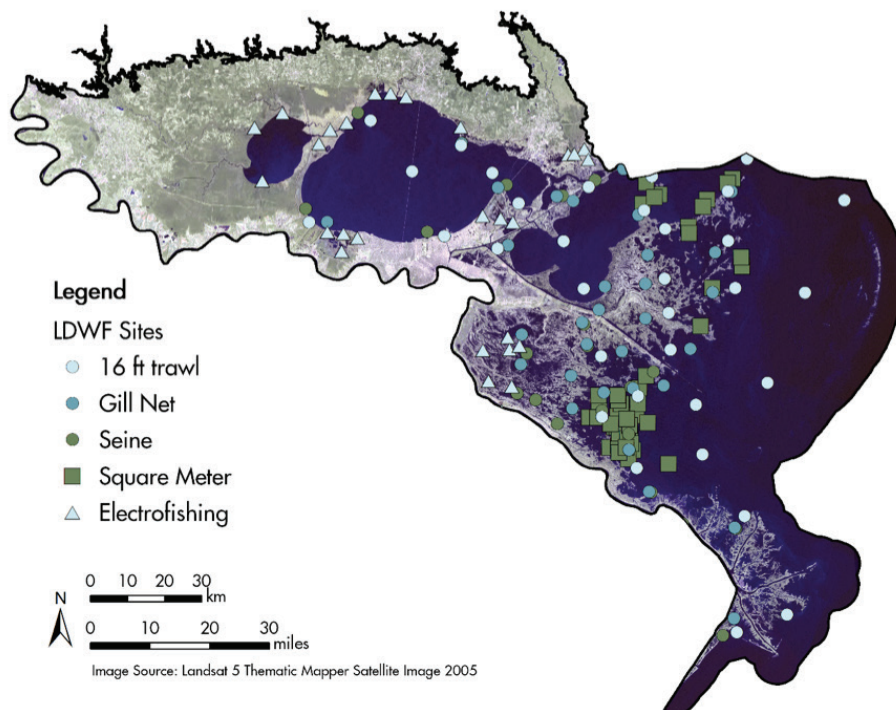 Legend
LDWF Sites
16 ft trawl
Gill Net
Seine
Square Meter
Electrofishing
N
0 10 20 30
km
0 10 20 30
miles
Image Source: Landsat 5 Thematic Mapper Satellite Image 2005